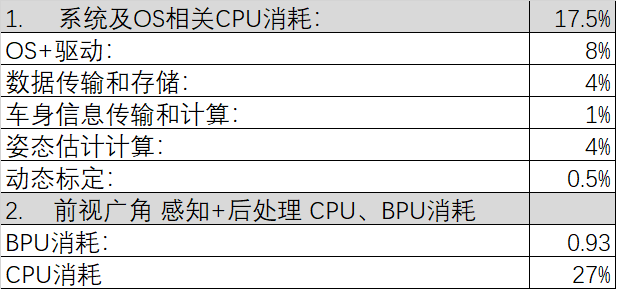 1. 系统及OS相关CPU消耗： 17.5%
OS+驱动： 8%
数据传输和存储： 4%
车身信息传输和计算： 1%
姿态估计计算： 4%
动态标定： 0.5%
2. 前视广角 感知+后处理 CPU、BPU消耗
BPU消耗： 0.93
CPU消耗 27%